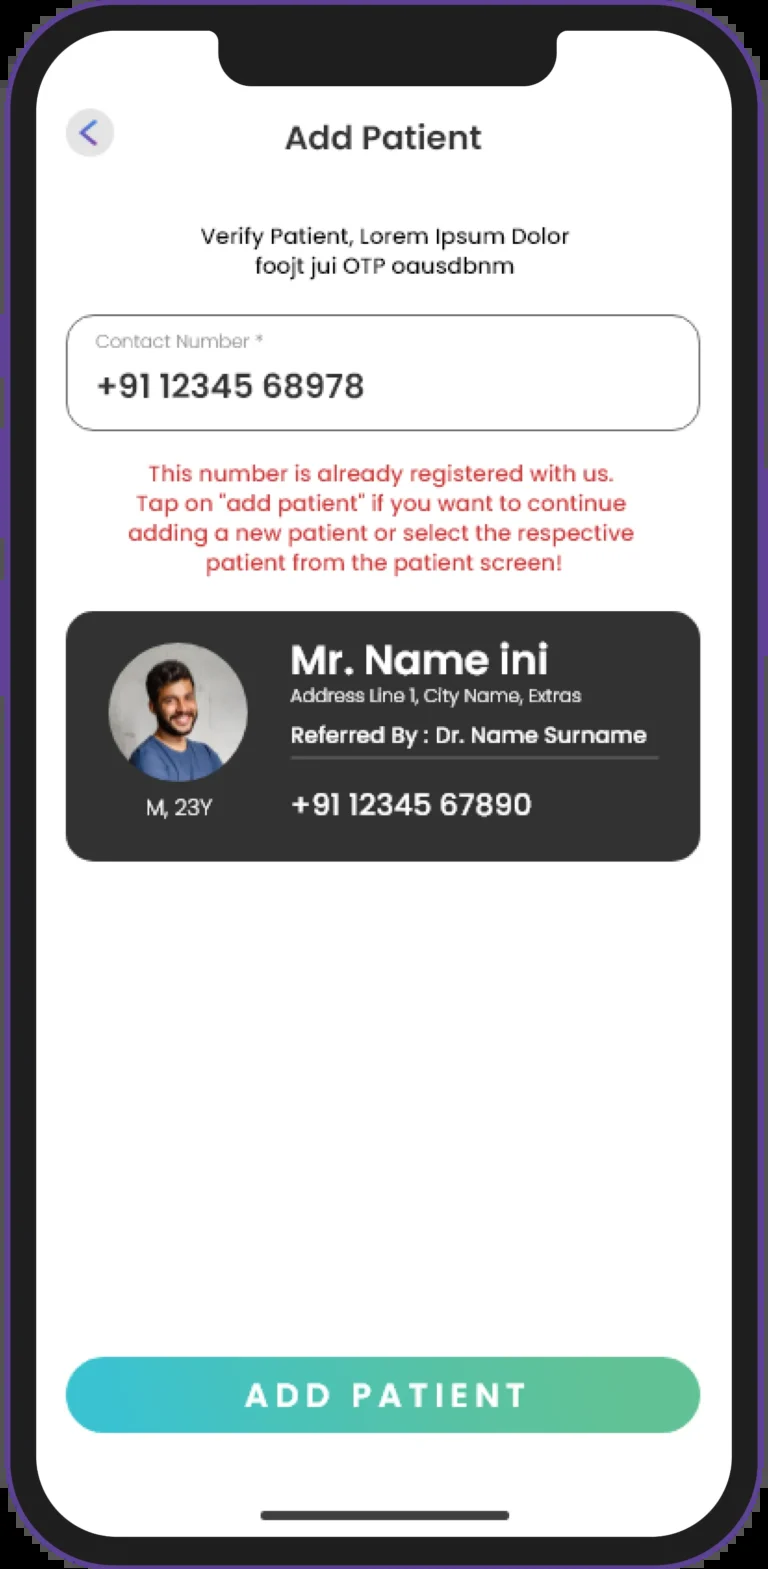 Add Patient
Verify Patient, Lorem Ipsum Dolor
foojt jui OTP oausdbnm
Contact Number *
+91 12345 68978
This number is already registered with us.
Tap on "add patient" if you want to continue
adding a new patient or select the respective
patient from the patient screen!
Mr. Name ini
Address Line 1, City Name, Extras
Referred By : Dr. Name Surname
M, 23Y
+91 12345 67890
ADD PATIENT